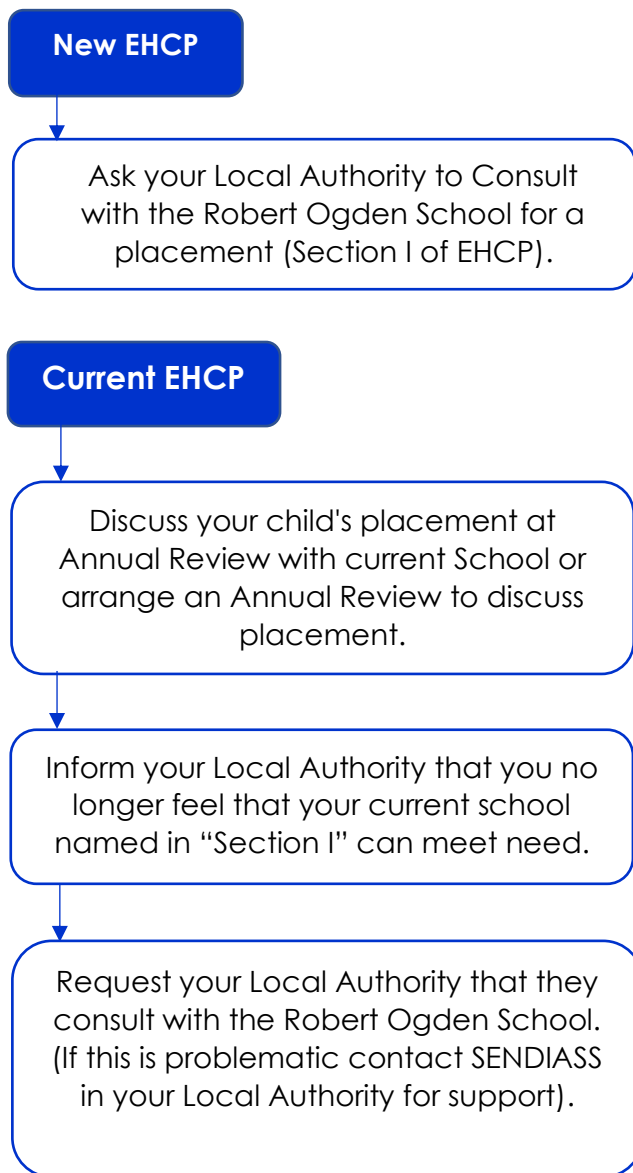 New EHCP
Ask your Local Authority to Consult
with the Robert Ogden School for a
placement (Section I of EHCP).
Current EHCP
Discuss your child's placement at
Annual Review with current School or
arrange an Annual Review to discuss
placement.
Inform your Local Authority that you no
longer feel that your current school
named in “Section I” can meet need.
Request your Local Authority that they
consult with the Robert Ogden School.
(If this is problematic contact SENDIASS
in your Local Authority for support).